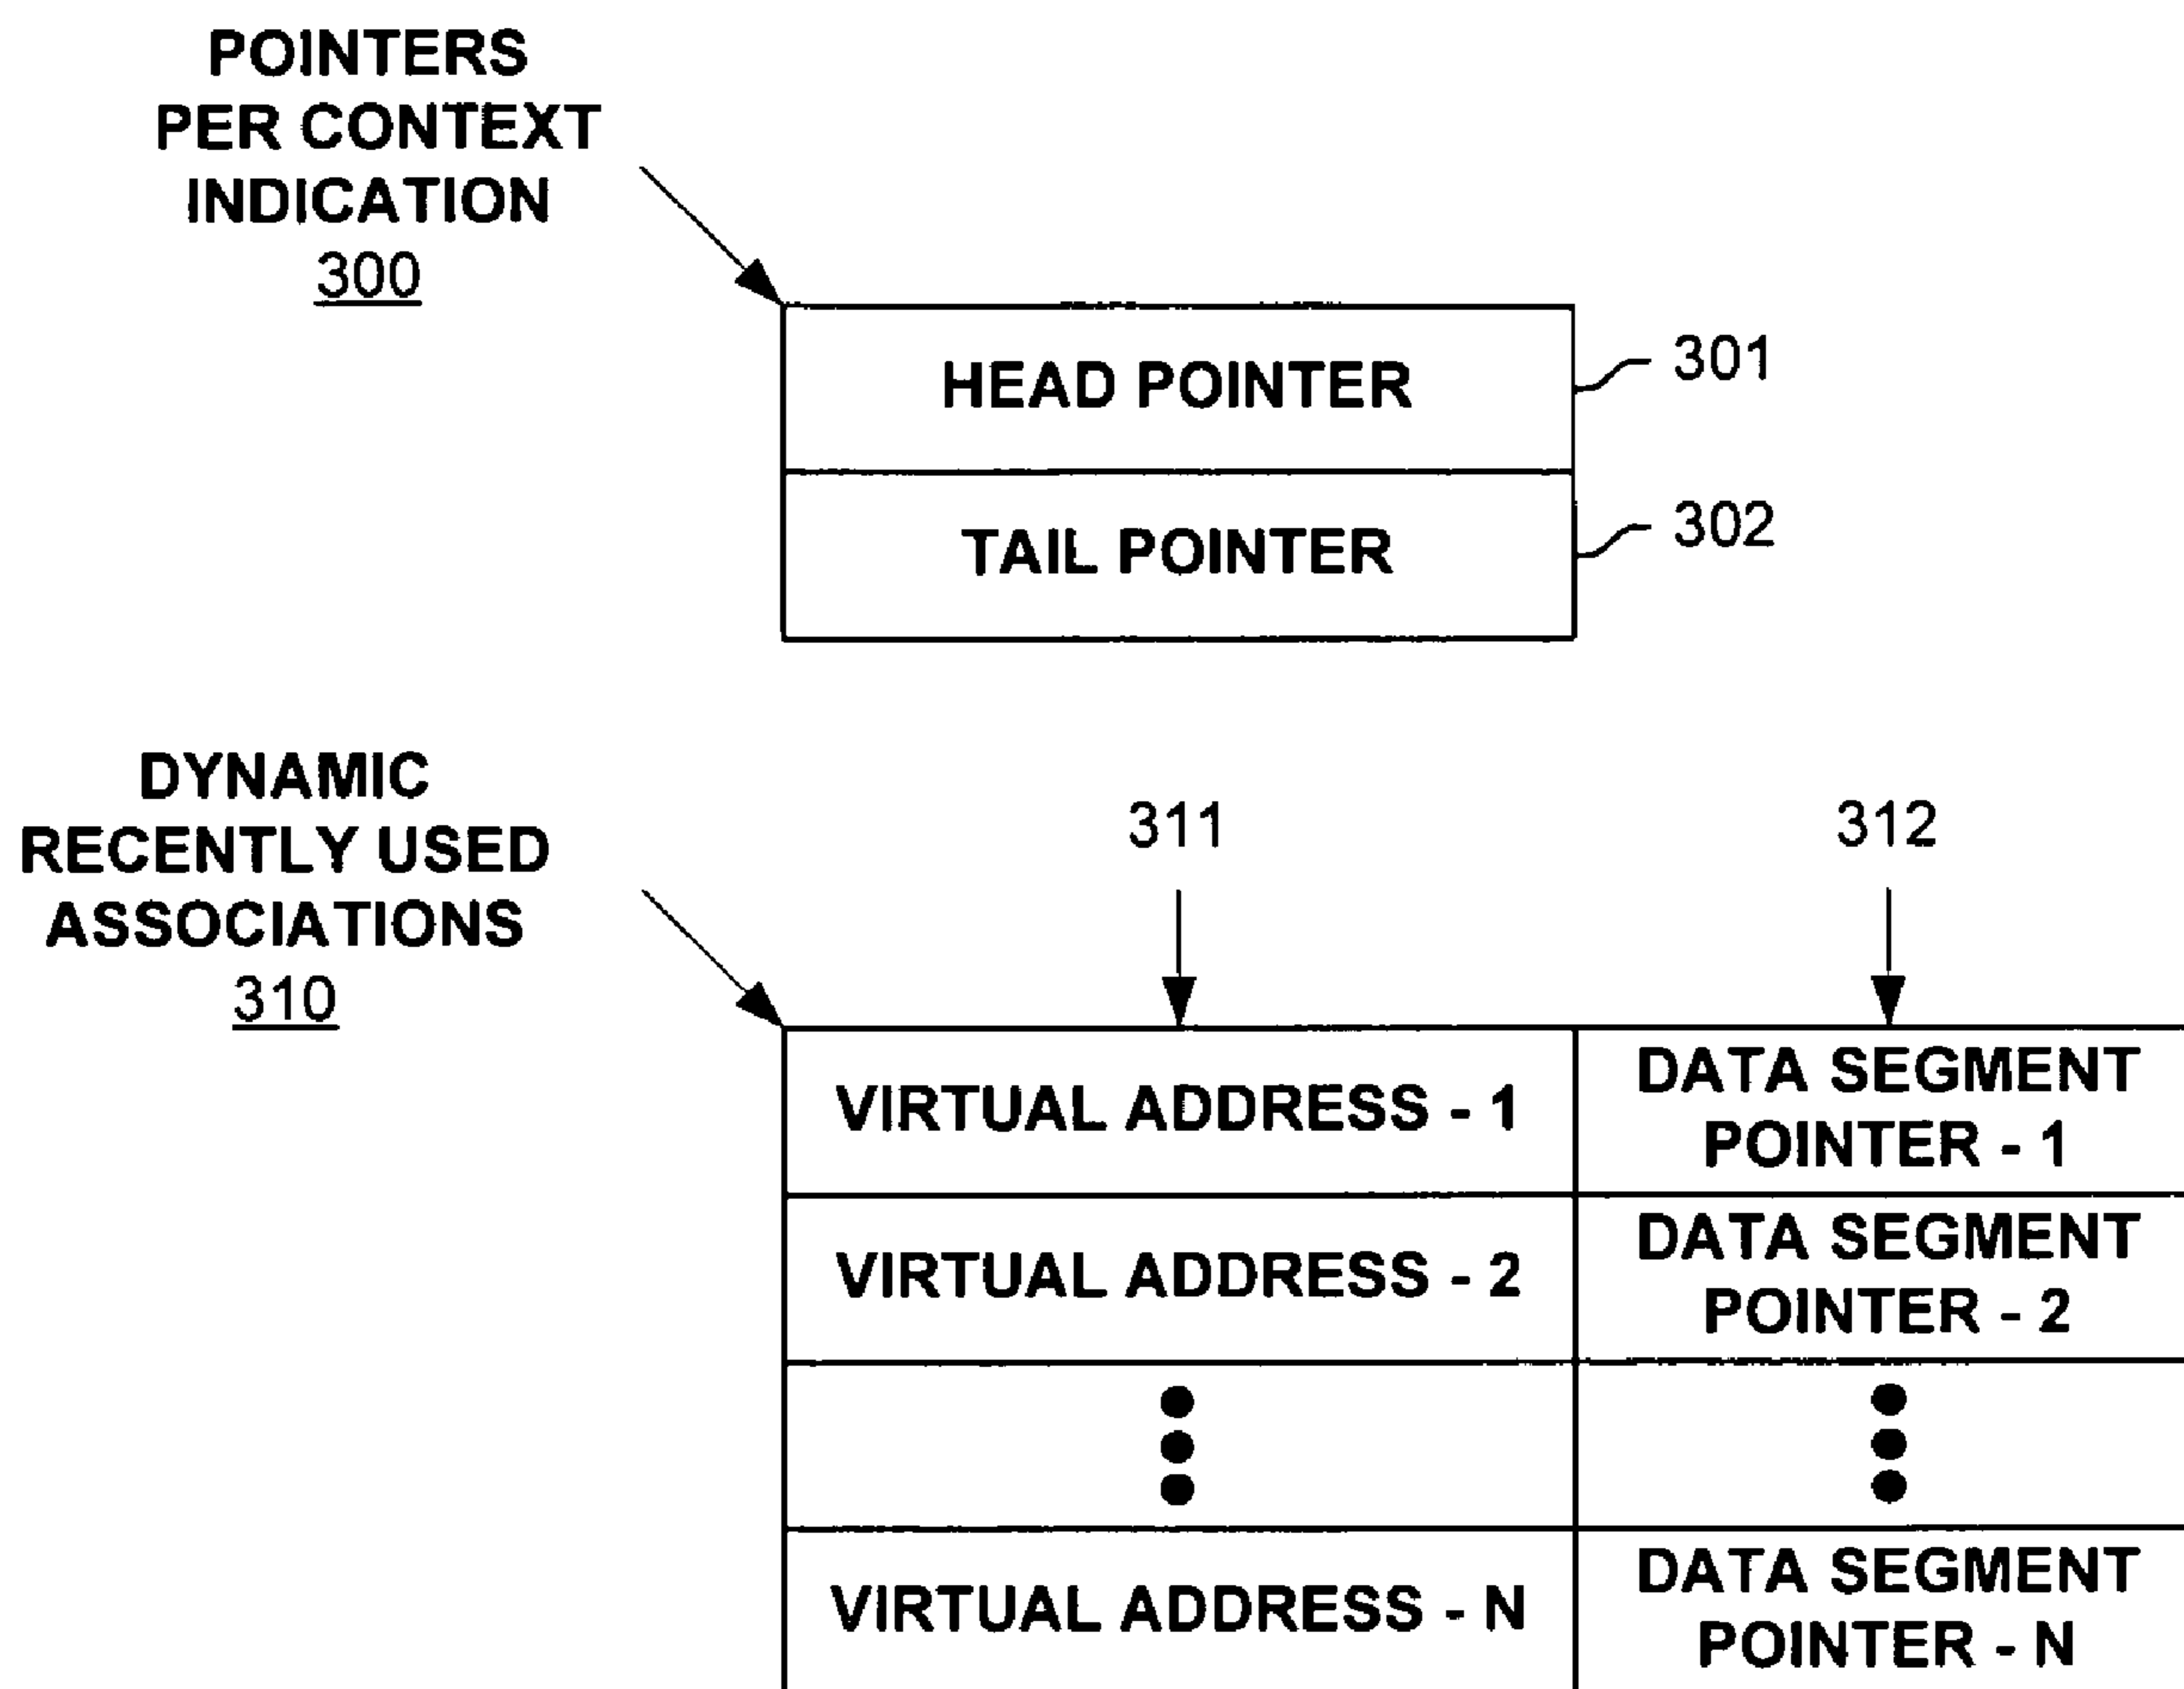 POINTERS
PER CONTEXT
INDICATION
300
HEAD POINTER
301
TAIL POINTER
302
DYNAMIC
RECENTLY USED
ASSOCIATIONS
310
311
312
VIRTUAL ADDRESS - 1
DATA SEGMENT
POINTER - 1
VIRTUAL ADDRESS - 2
DATA SEGMENT
POINTER - 2
VIRTUAL ADDRESS - N
DATA SEGMENT
POINTER - N